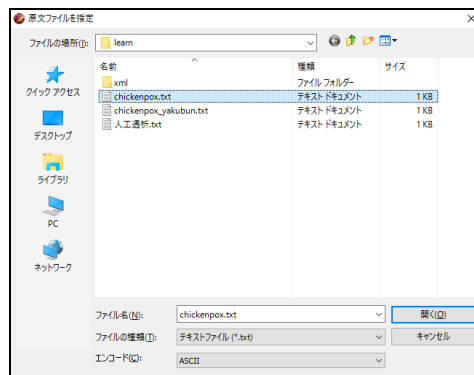 原文ファイルを指定
ファイルの場所(I):
learn
名前
種類
サイズ
xml
ファイル フォルダー
chickenpox.txt
テキスト ドキュメント
1 KB
chickenpox_yakubun.txt
テキスト ドキュメント
1 KB
人工透析.txt
テキスト ドキュメント
1 KB
クイック アクセス
デスクトップ
ライブラリ
PC
ネットワーク
ファイル名(N):
chickenpox.txt
開く(O)
ファイルの種類(T):
テキストファイル (*.txt)
キャンセル
エンコード(C):
ASCII